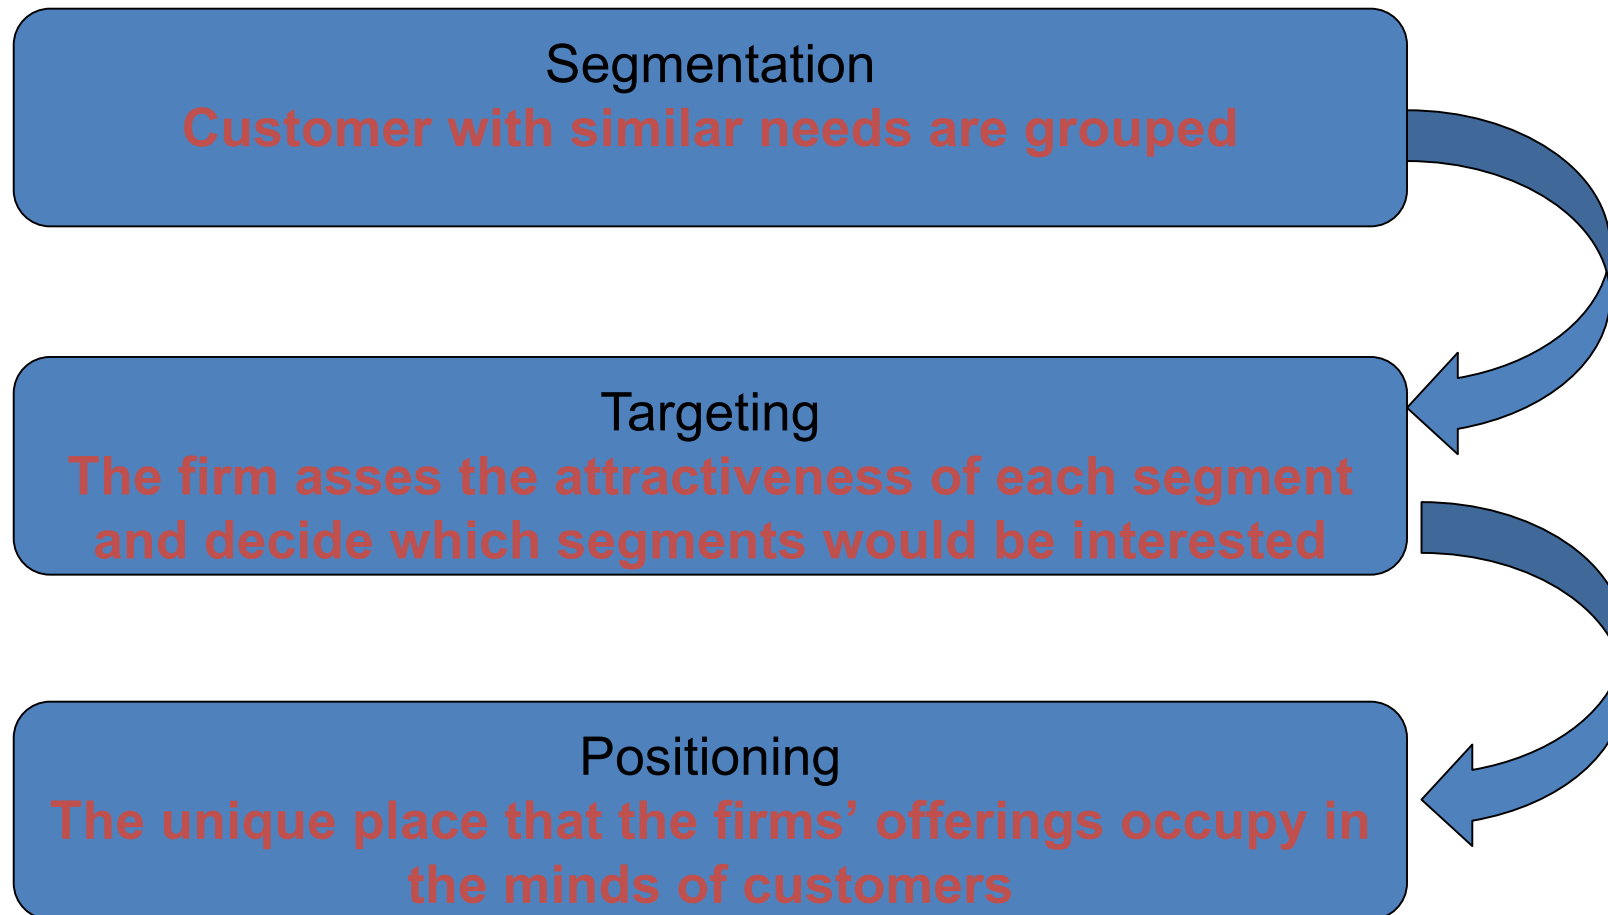 Segmentation
Customer with similar needs are grouped
Targeting
The firm asses the attractiveness of each segment
and decide which segments would be interested
Positioning
The unique place that the firms’ offerings occupy in
the minds of customers